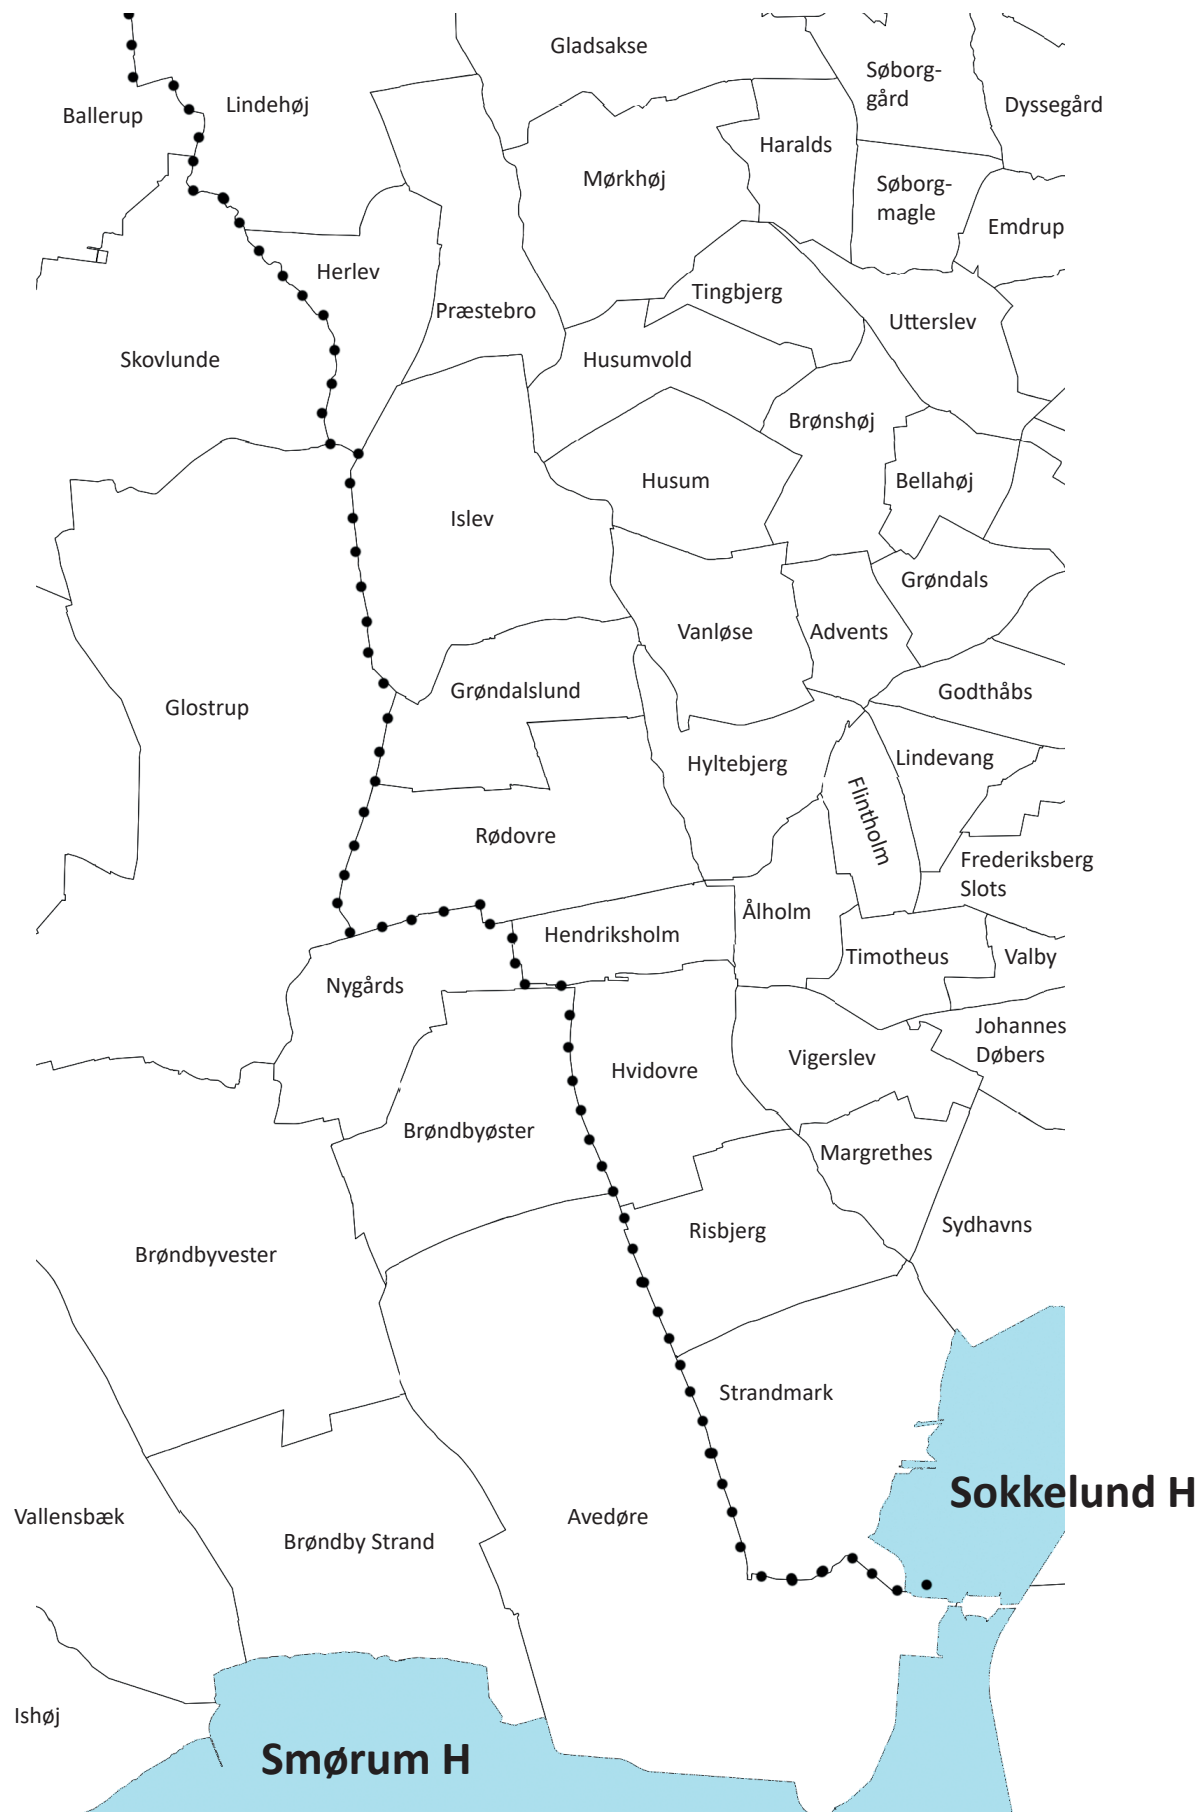 Gladsakse
Søborg-
gård
Dyssegård
Ballerup
Lindehøj
Haralds
Mørkhøj
Søborg-
magle
Emdrup
Herlev
Præstebro
Tingbjerg
Utterslev
Skovlunde
Husumvold
Brønshøj
Husum
Bellahøj
Islev
Grøndals
Vanløse
Advents
Glostrup
Grøndalslund
Godthåbs
Hyltebjerg
Lindevang
Flintholm
Rødovre
Frederiksberg
Slots
Ålholm
Hendriksholm
Timotheus
Valby
Nygårds
Johannes
Døbers
Hvidovre
Vigerslev
Brøndbyøster
Margrethes
Brøndbyvester
Risbjerg
Sydhavns
Strandmark
Sokkelund H
Vallensbæk
Brøndby Strand
Avedøre
Ishøj
Smørum H